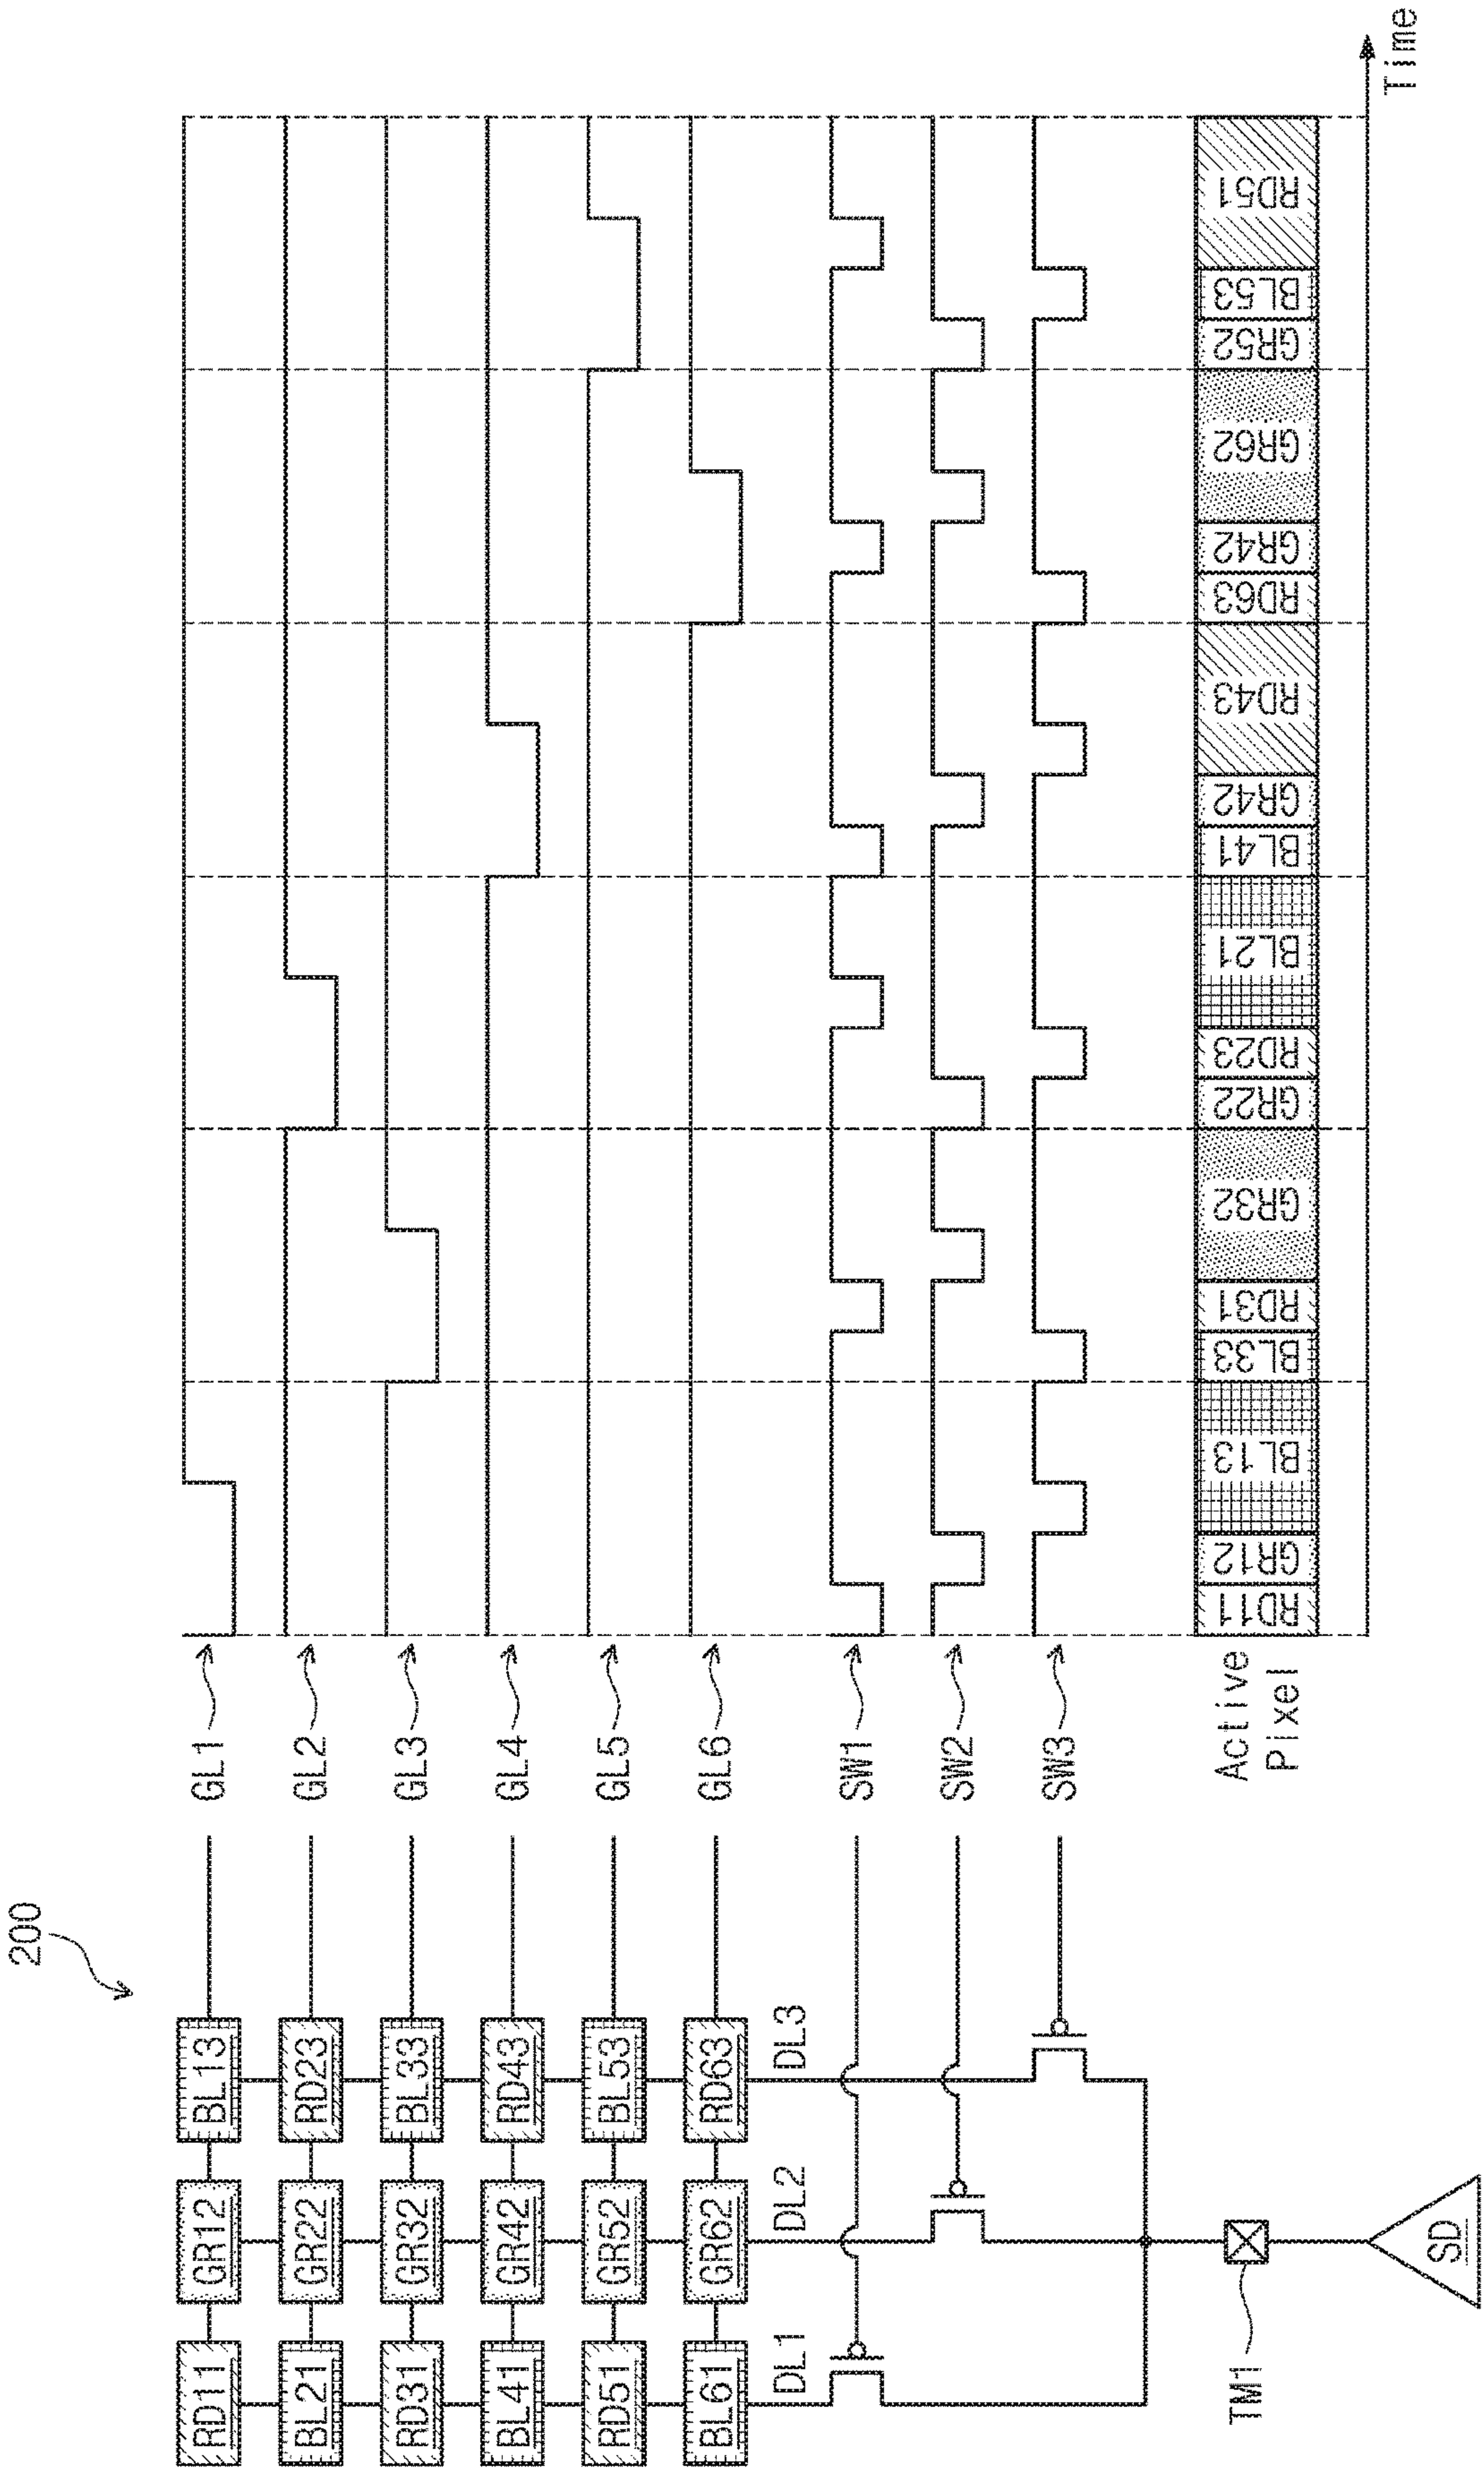 200
RD11 GR12 BL13 GL1
BL21 GR22 RD23 GL2
RD31 GR32 BL33 GL3
BL41 GR42 RD43 GL4
RD51 GR52 BL53 GL5
BL61 GR62 RD63 GL6
DL1 DL2 DL3
SW1
SW2
SW3
Active
Pixel
RD11 GR12 BL13 BL33 RD31 GR32 GR22 RD23 BL21 BL41 GR42 RD43 RD63 GR42 GR62 GR52 BL53 RD51
Time
TM1
SD